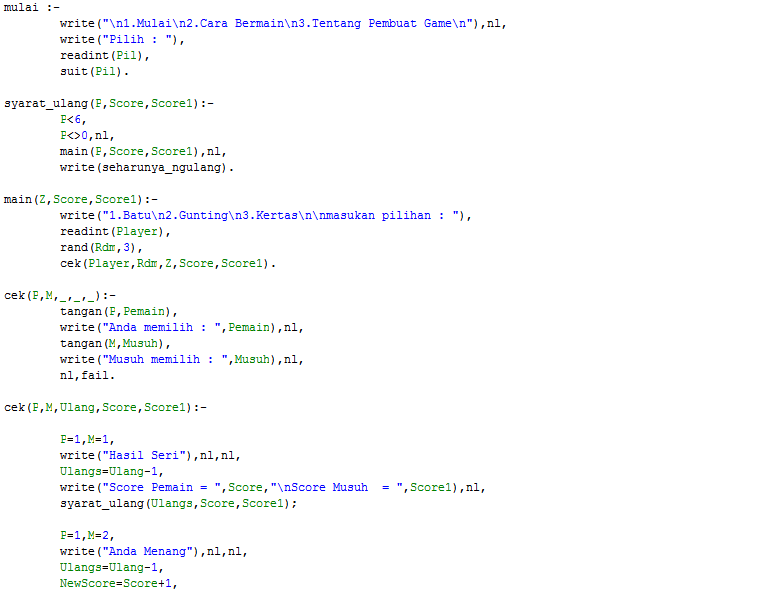 mulai :-
write("\n1.Mulai\n2.Cara Bermain\n3.Tentang Pembuat Game\n"),nl,
write("Pilih : "),
readint(Pil),
suit(Pil).
syarat_ulang(P,Score,Score1):-
P<6,
P<>0,nl,
main(P,Score,Score1),nl,
write(seharunya_ngulang).
main(Z,Score,Score1):-
write("1.Batu\n2.Gunting\n3.Kertas\n\nmasukan pilihan : "),
readint(Player),
rand(Rdm,3),
cek(Player,Rdm,Z,Score,Score1).
cek(P,M,_,_,_):-
tangan(P,Pemain),
write("Anda memilih : ",Pemain),nl,
tangan(M,Musuh),
write("Musuh memilih : ",Musuh),nl,
nl,fail.
cek(P,M,Ulang,Score,Score1):-
P=1,M=1,
write("Hasil Seri"),nl,nl,
Ulangs=Ulang-1,
write("Score Pemain = ",Score,"\nScore Musuh  = ",Score1),nl,
syarat_ulang(Ulangs,Score,Score1);
P=1,M=2,
write("Anda Menang"),nl,nl,
Ulangs=Ulang-1,
NewScore=Score+1,